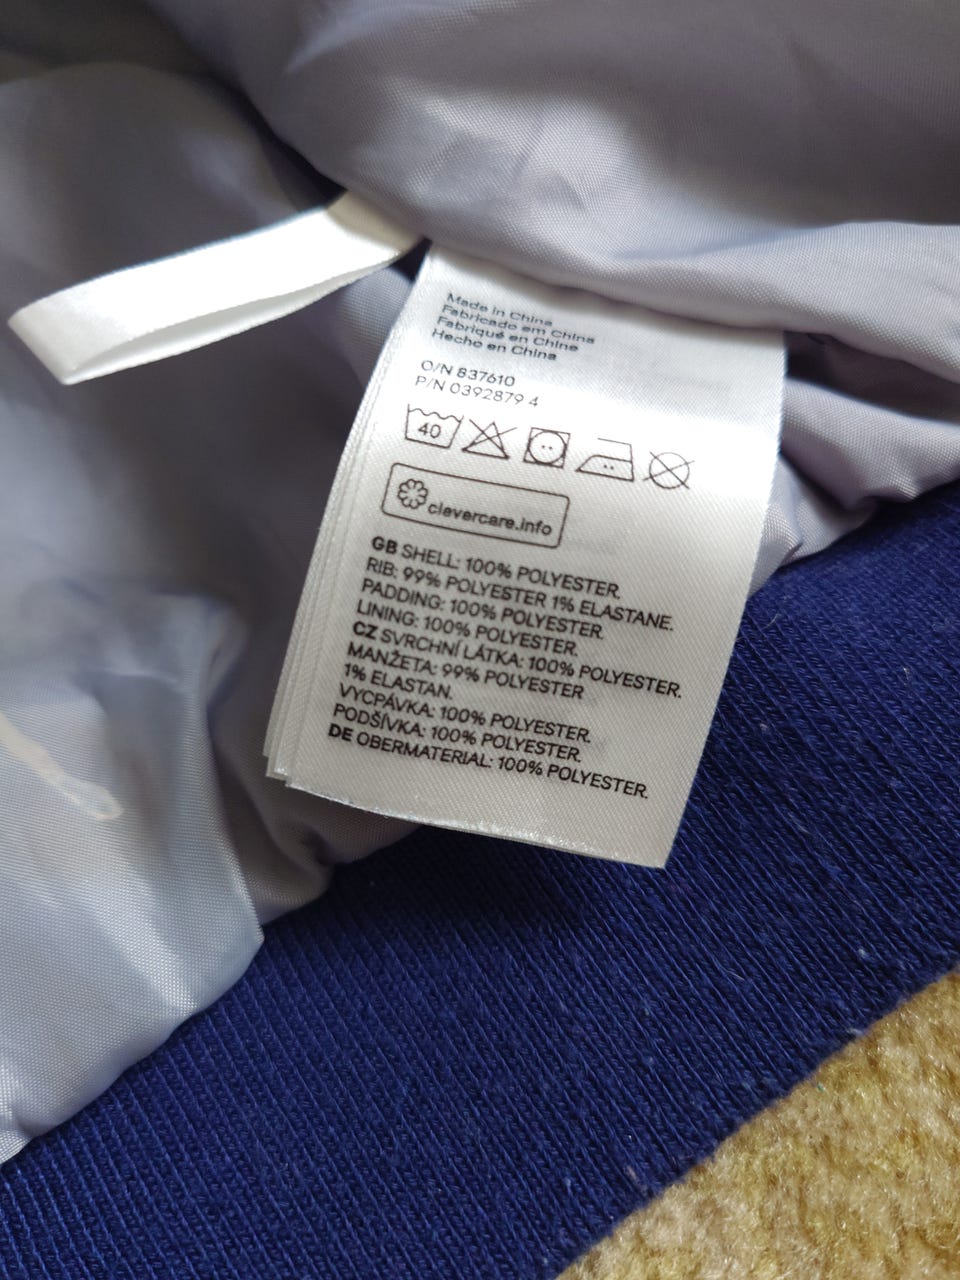 Made in China
Fabricado em China
Fabriqué en Chine
Hecho en China
O/N 837610
P/N 0392879 4
40
clevercare.info
GB SHELL: 100% POLYESTER.
RIB: 99% POLYESTER 1% ELASTANE.
PADDING: 100% POLYESTER.
LINING: 100% POLYESTER.
CZ SVRCHNÍ LÁTKA: 100% POLYESTER.
MANŽETA: 99% POLYESTER
1% ELASTAN.
VYCPÁVKA: 100% POLYESTER.
PODŠÍVKA: 100% POLYESTER.
DE OBERMATERIAL: 100% POLYESTER.